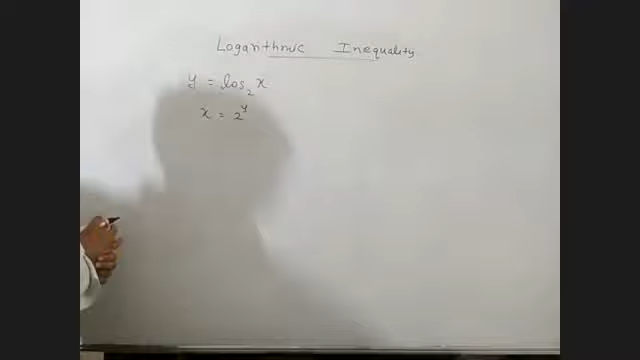 Logarithmic Inequality
y = log₂ x
x = 2^y